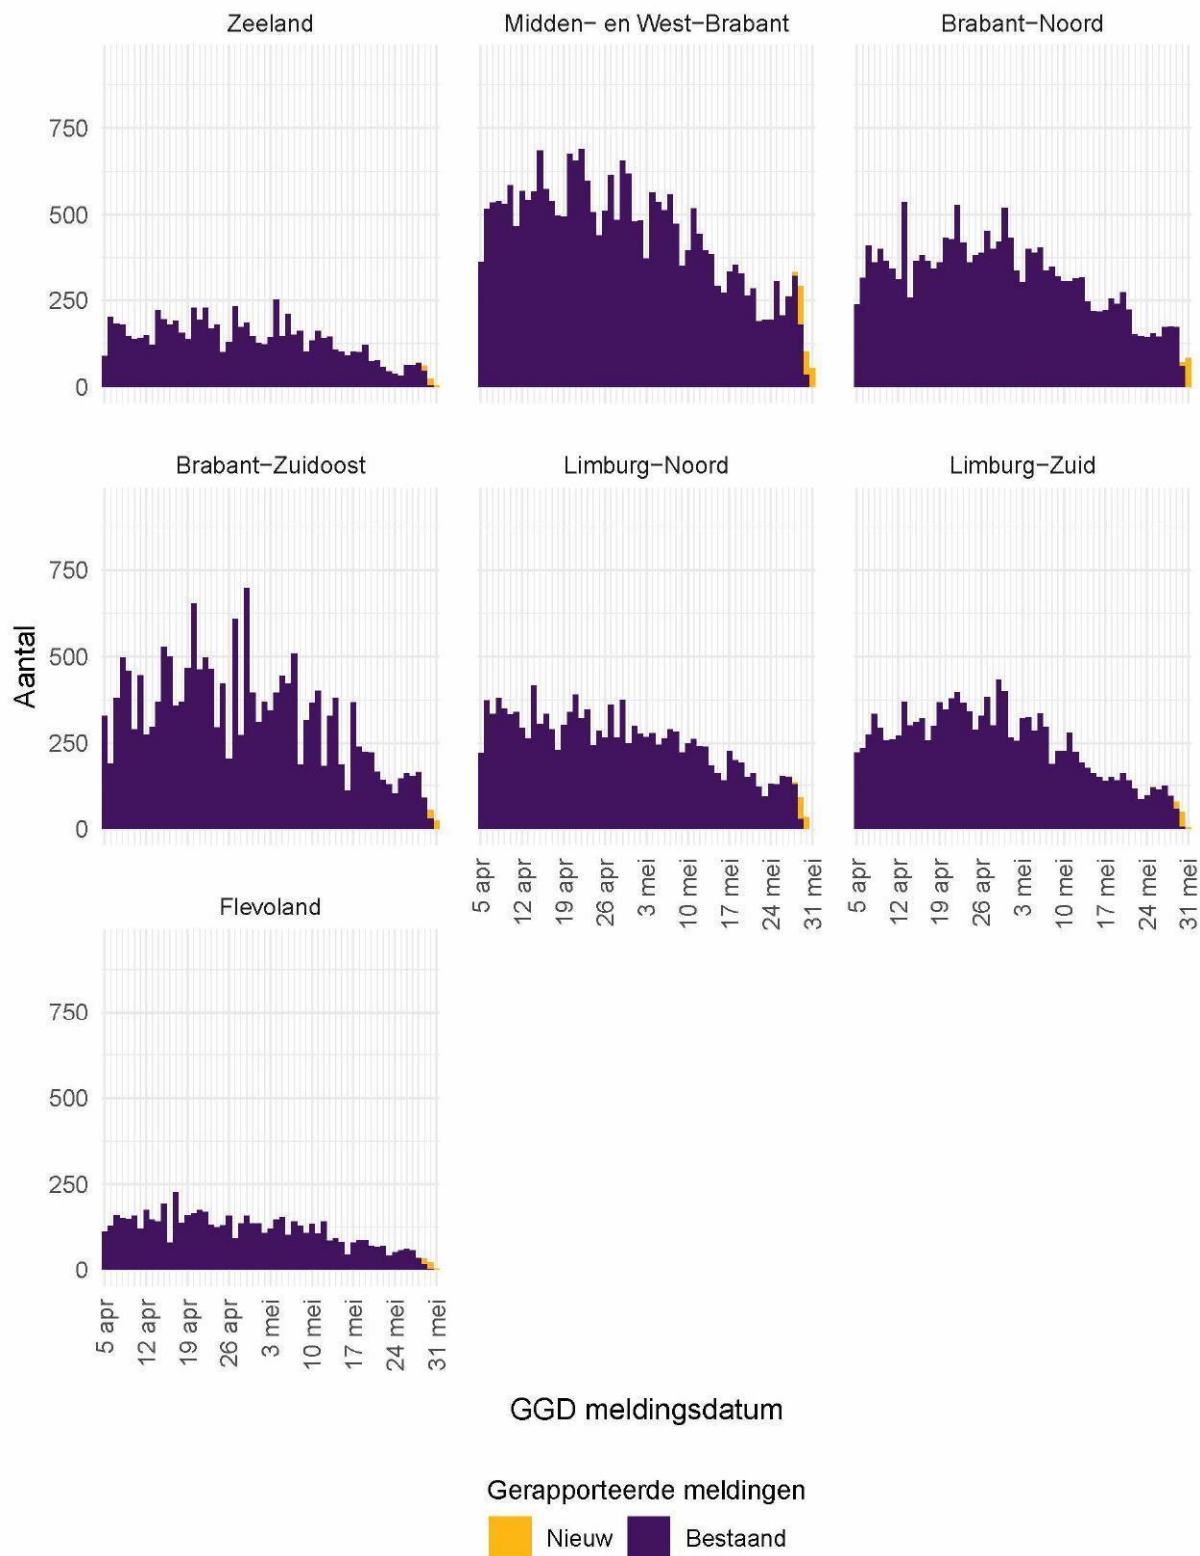 Zeeland
Midden- en West-Brabant
Brabant-Noord
750
500
250
0
Brabant-Zuidoost
Limburg-Noord
Limburg-Zuid
Aantal
750
500
250
0
5 apr
12 apr
19 apr
26 apr
3 mei
10 mei
17 mei
24 mei
31 mei
5 apr
12 apr
19 apr
26 apr
3 mei
10 mei
17 mei
24 mei
31 mei
Flevoland
750
500
250
0
5 apr
12 apr
19 apr
26 apr
3 mei
10 mei
17 mei
24 mei
31 mei
GGD meldingsdatum
Gerapporteerde meldingen
Nieuw Bestaand